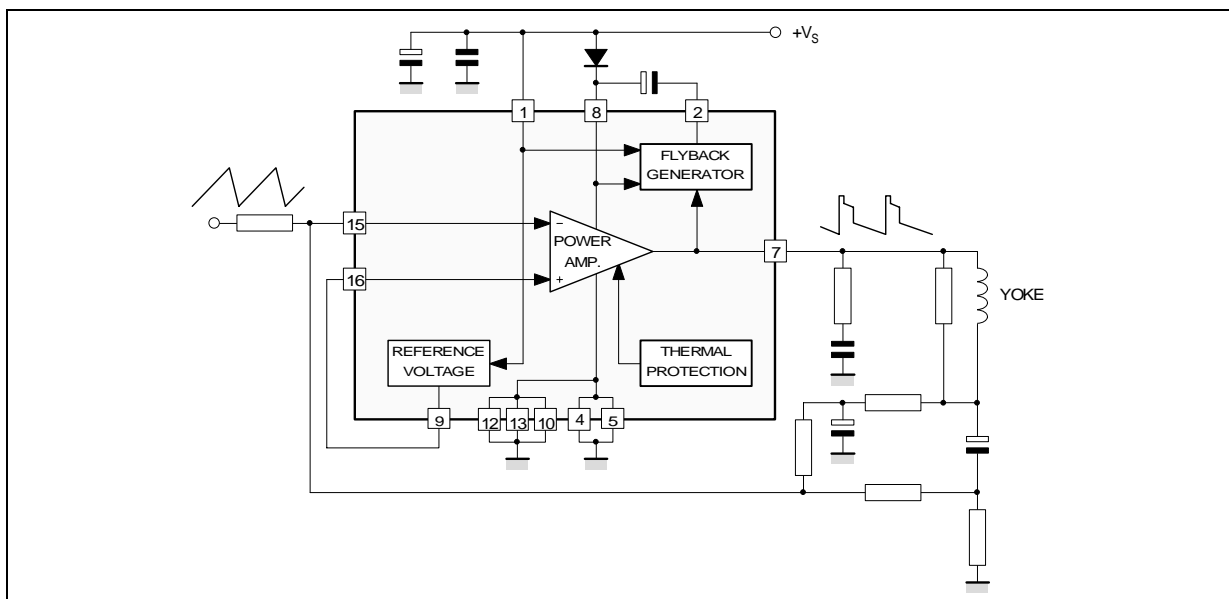 +VS
1
8
2
FLYBACK
GENERATOR
15
−
POWER
AMP.
7
16
+
YOKE
REFERENCE
VOLTAGE
THERMAL
PROTECTION
9
12
13
10
4
5